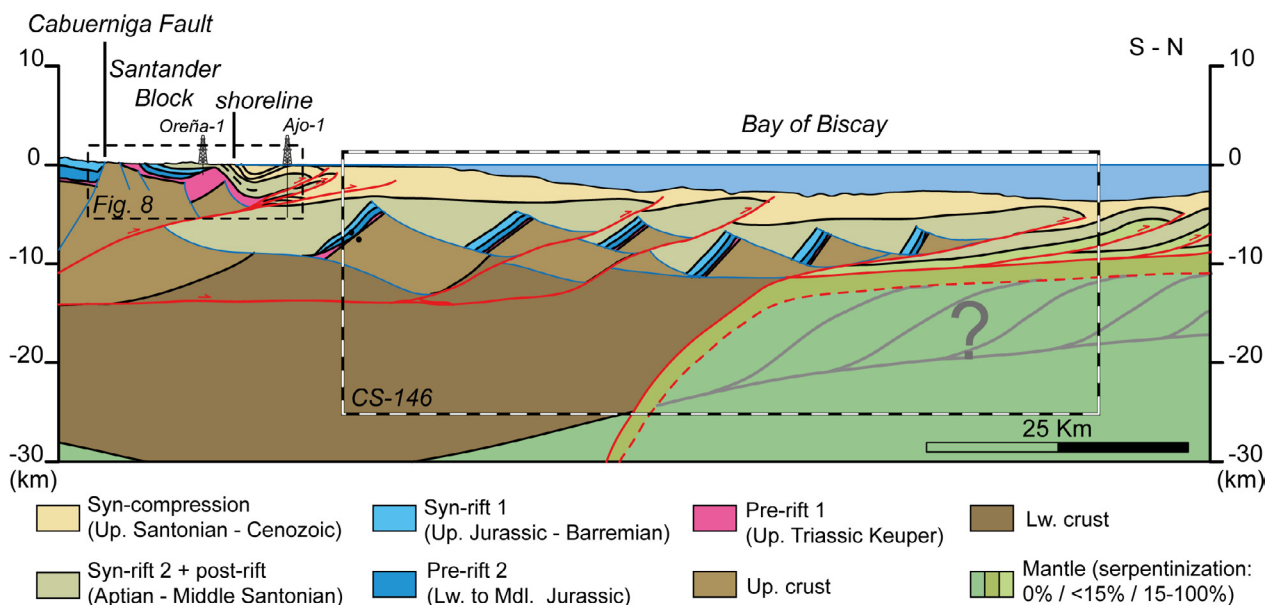 Cabuerniga Fault
10
Santander
Block
shoreline
Oreña-1
Ajo-1
S - N
10
Bay of Biscay
0
0
Fig. 8
-10
-10
?
-20
-20
CS-146
25 Km
-30
-30
(km)
(km)
Syn-compression
(Up. Santonian - Cenozoic)
Syn-rift 1
(Up. Jurassic - Barremian)
Pre-rift 1
(Up. Triassic Keuper)
Lw. crust
Syn-rift 2 + post-rift
(Aptian - Middle Santonian)
Pre-rift 2
(Lw. to Mdl. Jurassic)
Up. crust
Mantle (serpentinization:
0% / <15% / 15-100%)